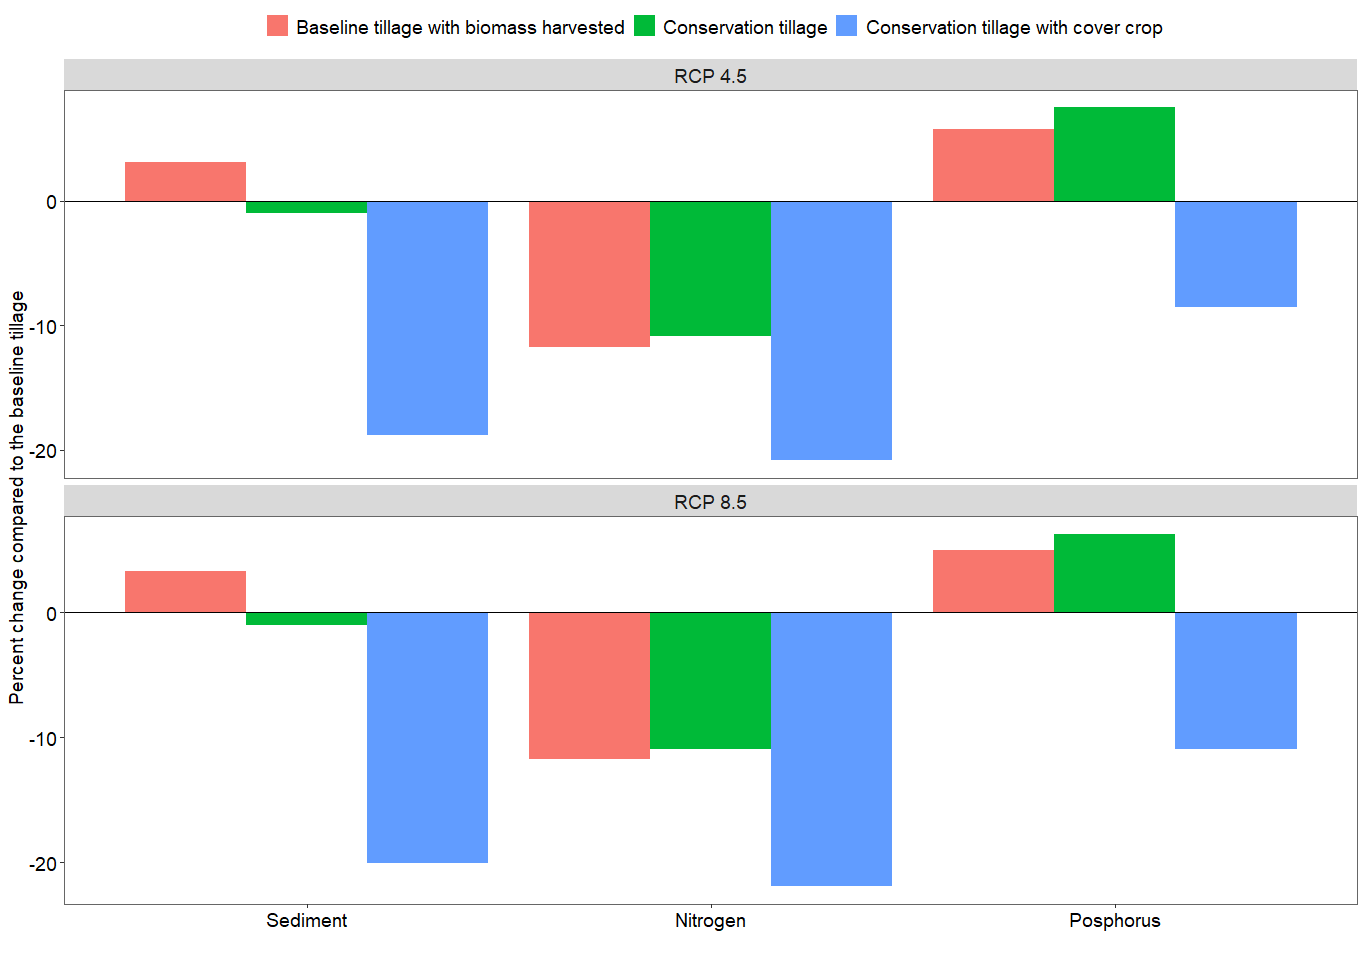 Baseline tillage with biomass harvested Conservation tillage Conservation tillage with cover crop
RCP 4.5
0
-10
-20
Percent change compared to the baseline tillage
RCP 8.5
0
-10
-20
Sediment Nitrogen Posphorus